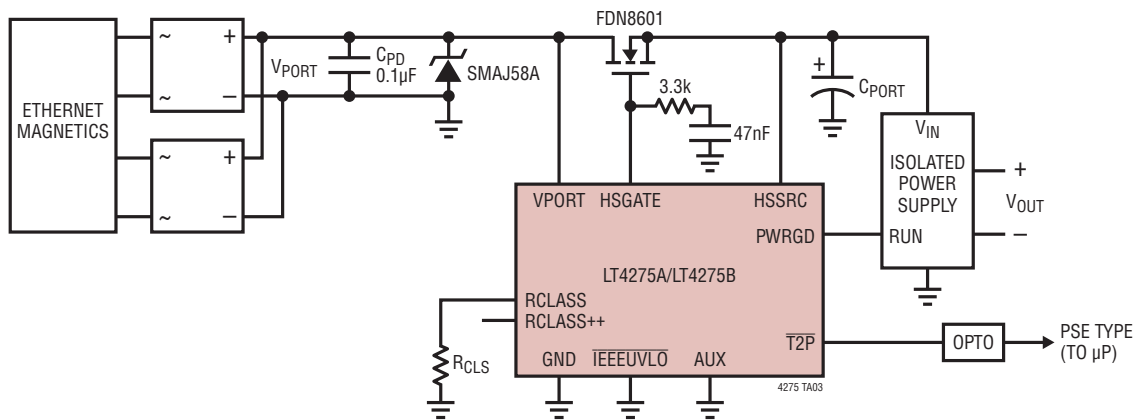 FDN8601
~ +
~ –
V_PORT
C_PD
0.1µF
SMAJ58A
3.3k
47nF
+
C_PORT
ETHERNET
MAGNETICS
~ +
~ –
V_IN
ISOLATED
POWER
SUPPLY
RUN
+
V_OUT
–
VPORT HSGATE HSSRC
PWRGD
LT4275A/LT4275B
RCLASS
RCLASS++
T2P
R_CLS
GND IEEEUVLO AUX
OPTO
PSE TYPE
(TO µP)
4275 TA03